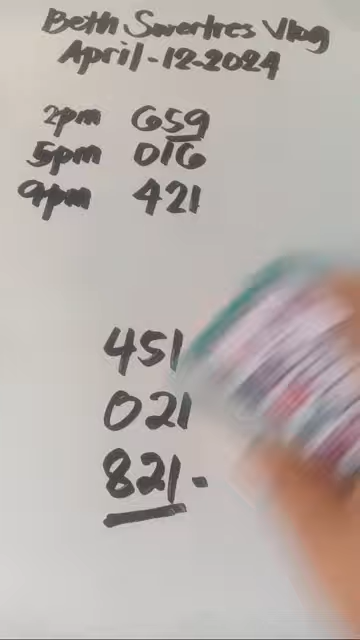 Beth Swertres Vlog
April-12-2024
2pm 659
5pm 016
9pm 421
451
021
821-